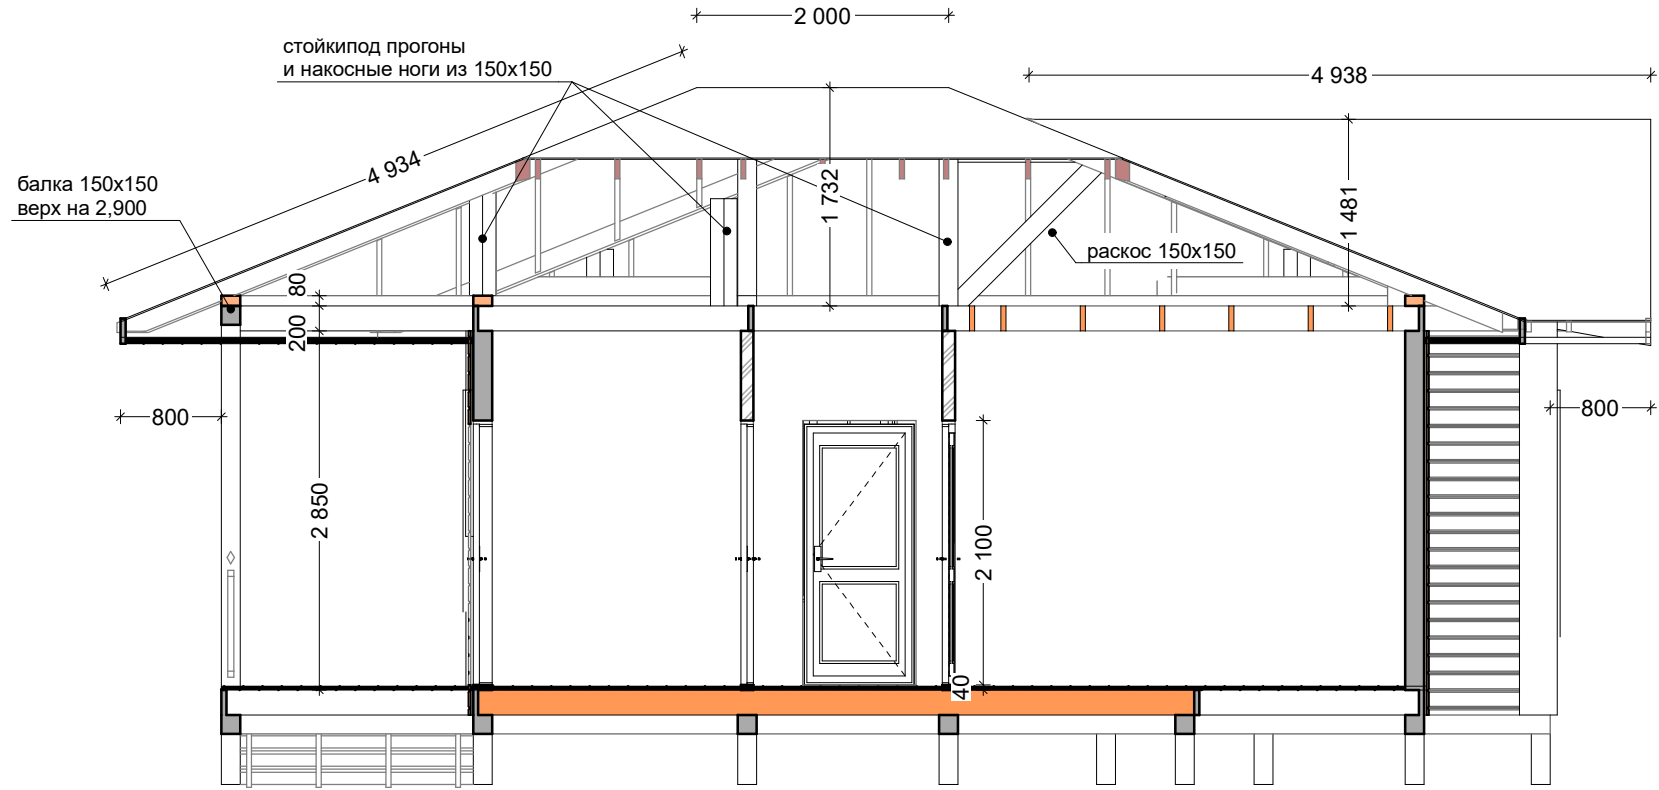 2 000
стойкипод прогоны
и накосные ноги из 150х150
4 938
4 934
балка 150х150
верх на 2,900
1 732
1 481
раскос 150х150
80
200
800
800
2 850
2 100
40